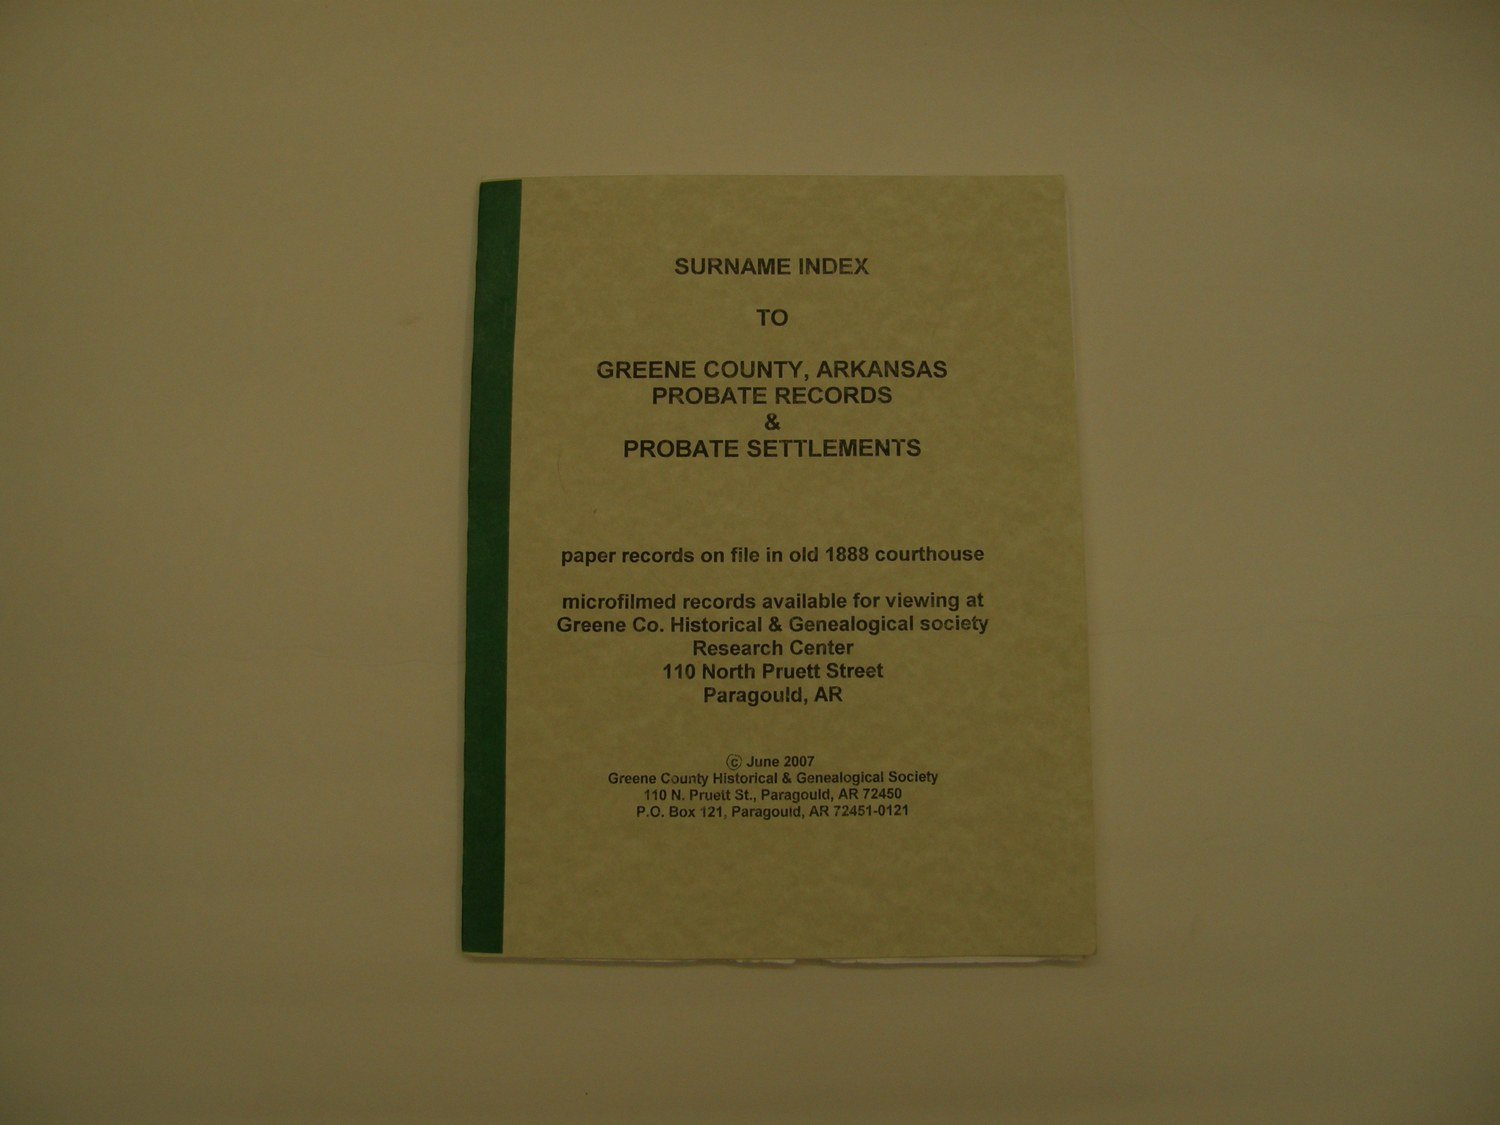 SURNAME INDEX
TO
GREENE COUNTY, ARKANSAS
PROBATE RECORDS
&
PROBATE SETTLEMENTS
paper records on file in old 1888 courthouse
microfilmed records available for viewing at
Greene Co. Historical & Genealogical society
Research Center
110 North Pruett Street
Paragould, AR
© June 2007
Greene County Historical & Genealogical Society
110 N. Pruett St., Paragould, AR 72450
P.O. Box 121, Paragould, AR 72451-0121